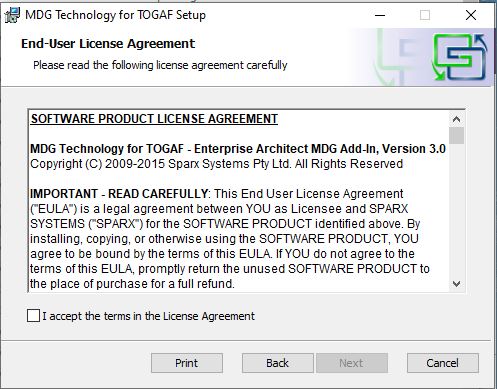 MDG Technology for TOGAF Setup
End-User License Agreement
Please read the following license agreement carefully
SOFTWARE PRODUCT LICENSE AGREEMENT
MDG Technology for TOGAF - Enterprise Architect MDG Add-In, Version 3.0
Copyright (C) 2009-2015 Sparx Systems Pty Ltd. All Rights Reserved
IMPORTANT - READ CAREFULLY: This End User License Agreement
("EULA") is a legal agreement between YOU as Licensee and SPARX
SYSTEMS ("SPARX") for the SOFTWARE PRODUCT identified above. By
installing, copying, or otherwise using the SOFTWARE PRODUCT, YOU
agree to be bound by the terms of this EULA. If YOU do not agree to the
terms of this EULA, promptly return the unused SOFTWARE PRODUCT to
the place of purchase for a full refund.
I accept the terms in the License Agreement
Print Back Next Cancel